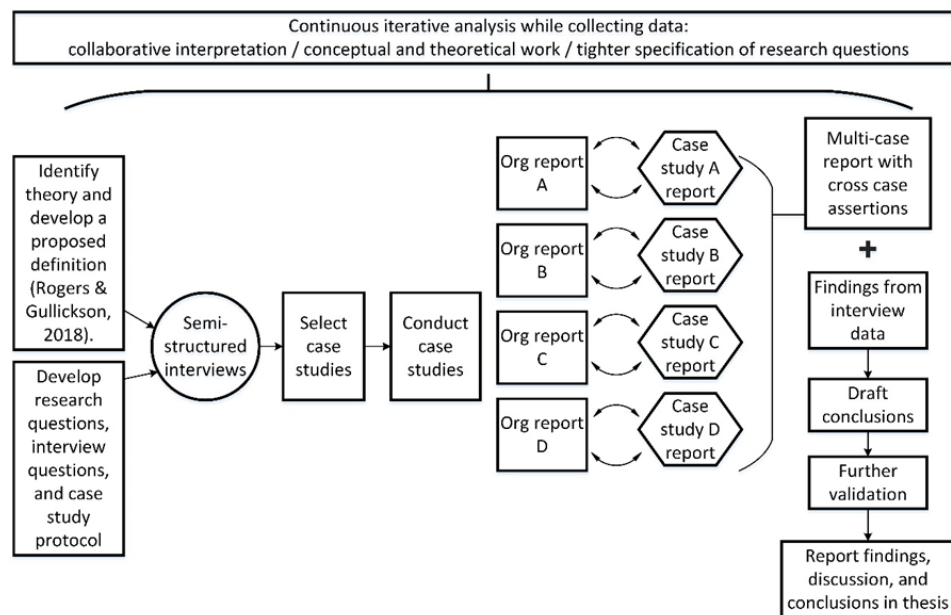 Continuous iterative analysis while collecting data:
collaborative interpretation / conceptual and theoretical work / tighter specification of research questions
Identify
theory and
develop a
proposed
definition
(Rogers &
Gullickson,
2018).
Develop
research
questions,
interview
questions,
and case
study
protocol
Semi-
structured
interviews
Select
case
studies
Conduct
case
studies
Org report
A
Case
study A
report
Org report
B
Case
study B
report
Org report
C
Case
study C
report
Org report
D
Case
study D
report
Multi-case
report with
cross case
assertions
+
Findings from
interview
data
Draft
conclusions
Further
validation
Report findings,
discussion, and
conclusions in thesis